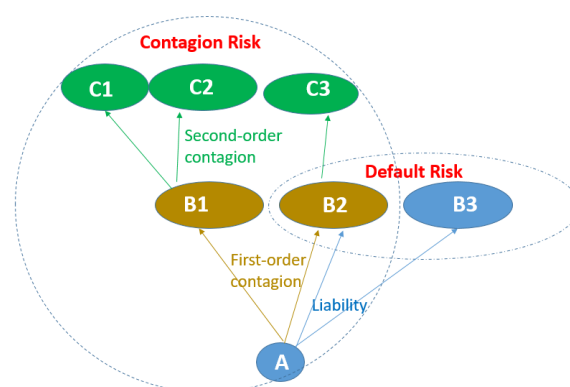 Contagion Risk
C1
C2
C3
Second-order
contagion
Default Risk
B1
B2
B3
First-order
contagion
Liability
A